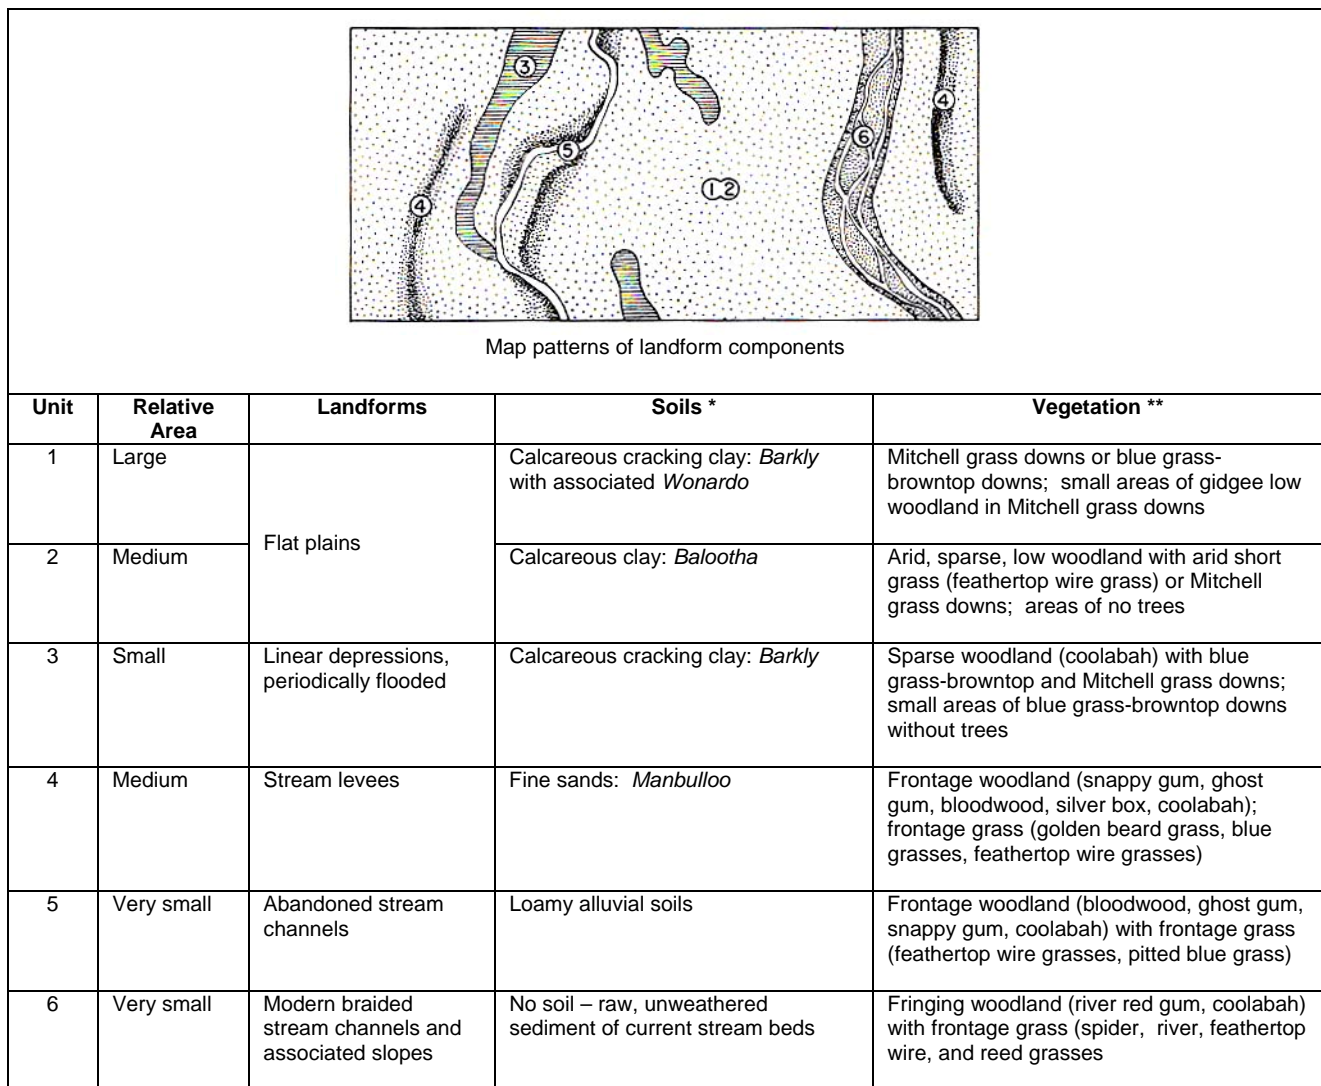 3
4
6
5
1 2
4
Map patterns of landform components
Unit Relative Area Landforms Soils * Vegetation **
1 Large Flat plains Calcareous cracking clay: Barkly with associated Wonardo Mitchell grass downs or blue grass-browntop downs; small areas of gidgee low woodland in Mitchell grass downs
2 Medium Calcareous clay: Balootha Arid, sparse, low woodland with arid short grass (feathertop wire grass) or Mitchell grass downs; areas of no trees
3 Small Linear depressions, periodically flooded Calcareous cracking clay: Barkly Sparse woodland (coolabah) with blue grass-browntop and Mitchell grass downs; small areas of blue grass-browntop downs without trees
4 Medium Stream levees Fine sands: Manbulloo Frontage woodland (snappy gum, ghost gum, bloodwood, silver box, coolabah); frontage grass (golden beard grass, blue grasses, feathertop wire grasses)
5 Very small Abandoned stream channels Loamy alluvial soils Frontage woodland (bloodwood, ghost gum, snappy gum, coolabah) with frontage grass (feathertop wire grasses, pitted blue grass)
6 Very small Modern braided stream channels and associated slopes No soil – raw, unweathered sediment of current stream beds Fringing woodland (river red gum, coolabah) with frontage grass (spider, river, feathertop wire, and reed grasses